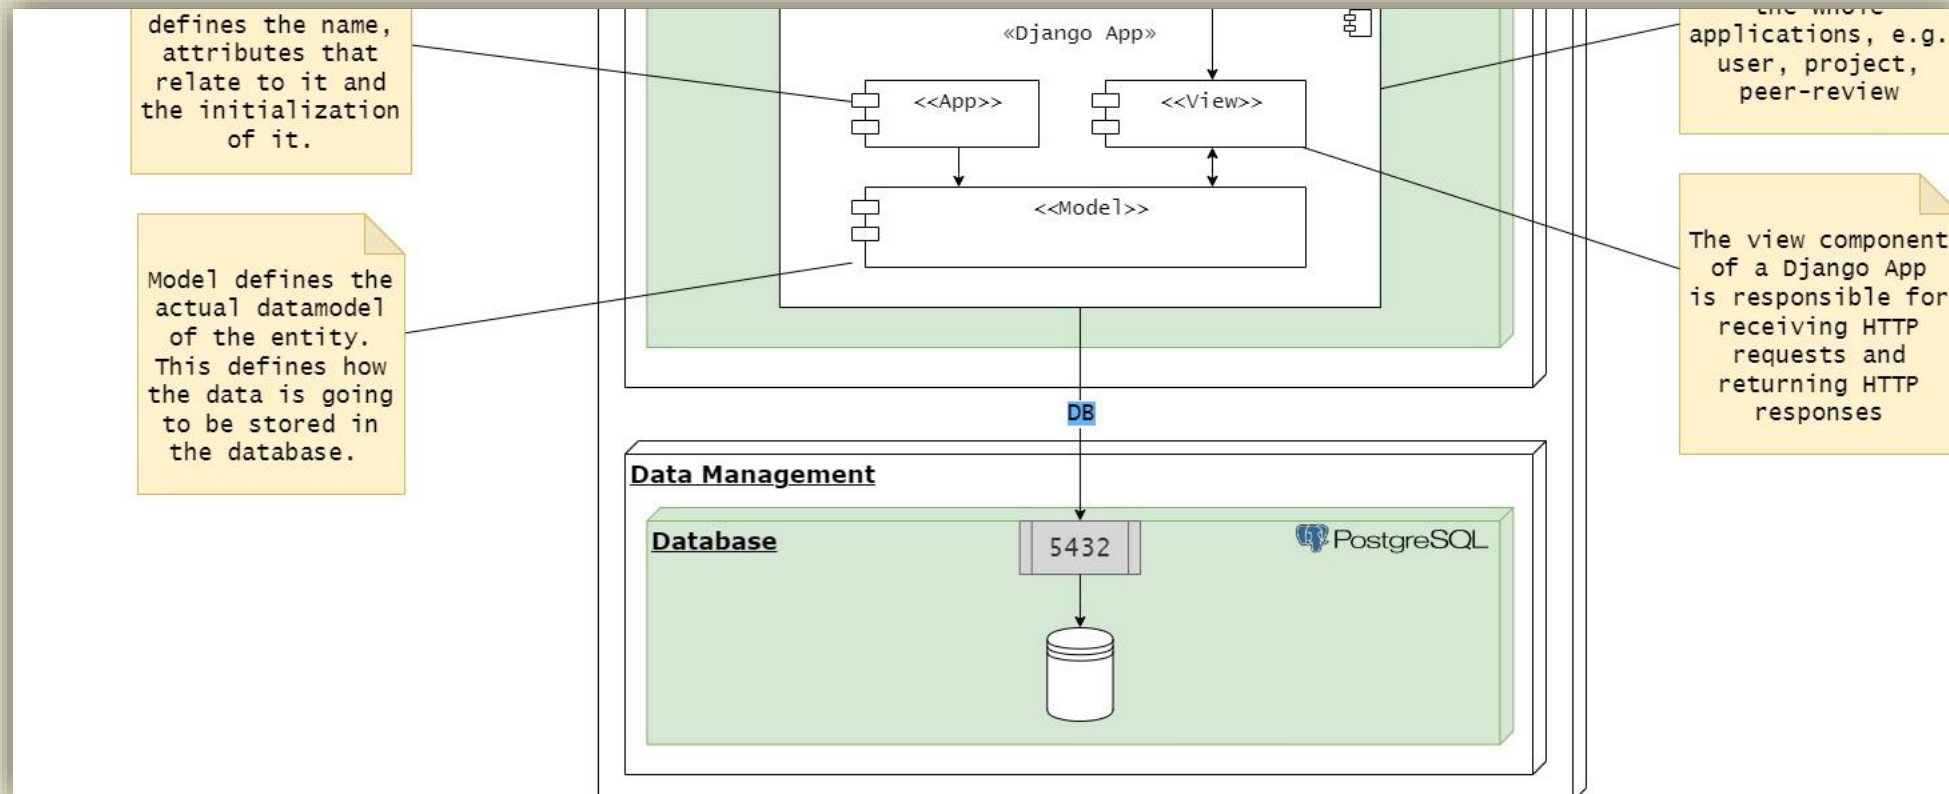 defines the name,
attributes that
relate to it and
the initialization
of it.
Model defines the
actual datamodel
of the entity.
This defines how
the data is going
to be stored in
the database.
«Django App»
<<App>>
<<View>>
<<Model>>
DB
Data Management
Database
5432
PostgreSQL
the whole
applications, e.g.
user, project,
peer-review
The view component
of a Django App
is responsible for
receiving HTTP
requests and
returning HTTP
responses